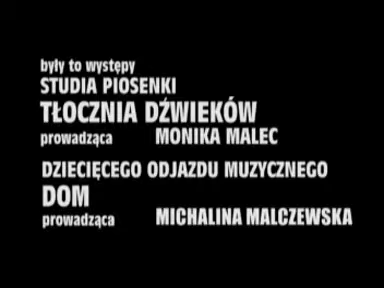 były to występy
STUDIA PIOSENKI
TŁOCZNIA DŹWIEKÓW
prowadząca MONIKA MALEC
DZIECIĘCEGO ODJAZDU MUZYCZNEGO
DOM
prowadząca MICHALINA MALCZEWSKA